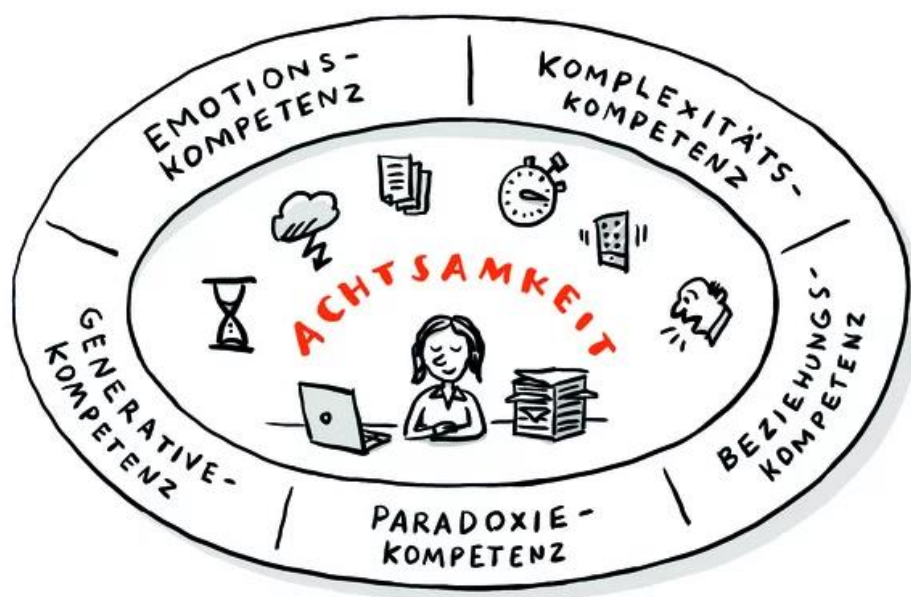 EMOTIONS-
KOMPETENZ
KOMPLEXITÄTS-
KOMPETENZ
BEZIEHUNGS-
KOMPETENZ
PARADOXIE-
KOMPETENZ
GENERATIVE-
KOMPETENZ
ACHTSAMKEIT